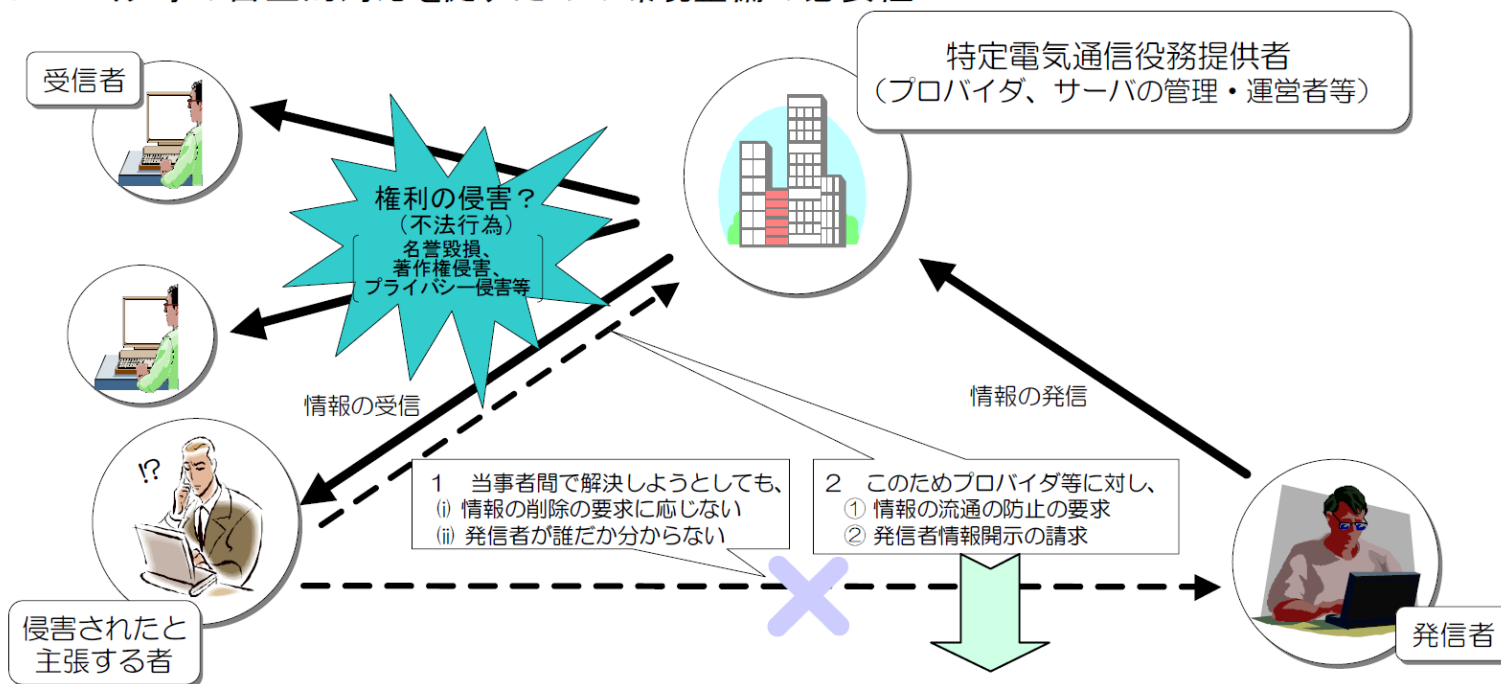 受信者
特定電気通信役務提供者
（プロバイダ、サーバの管理・運営者等）
権利の侵害？
（不法行為）
名誉毀損、
著作権侵害、
プライバシー侵害等
情報の受信
情報の発信
!?
1　当事者間で解決しようとしても、
(i) 情報の削除の要求に応じない
(ii) 発信者が誰だか分からない
2　このためプロバイダ等に対し、
① 情報の流通の防止の要求
② 発信者情報開示の請求
侵害されたと
主張する者
発信者